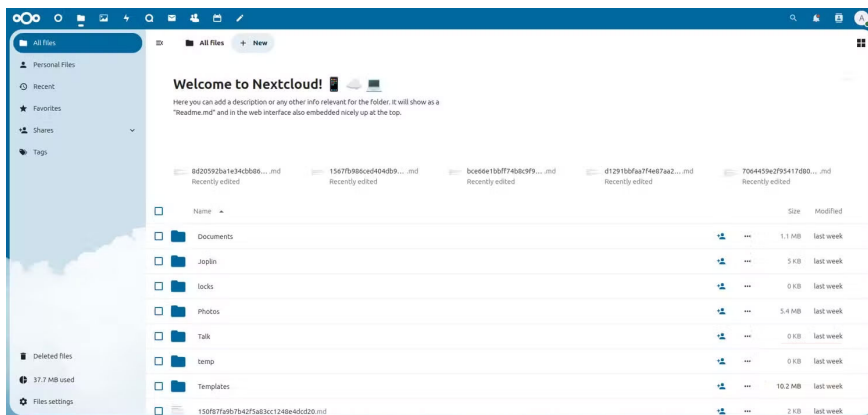 All files
Personal Files
Recent
Favorites
Shares
Tags
Deleted files
37.7 MB used
Files settings
All files + New
A
Welcome to Nextcloud!
Here you can add a description or any other info relevant for the folder. It will show as a
"Readme.md" and in the web interface also embedded nicely up at the top.
8d20592ba1e34cbb86... .md
Recently edited
1567fb986ced404db9... .md
Recently edited
bce66e1bbff74b8c9f9... .md
Recently edited
d1291bbfaa7f4e87aa2... .md
Recently edited
7064459e2f95417d80... .md
Recently edited
Name Size Modified
Documents 1.1 MB last week
Joplin 5 KB last week
locks 0 KB last week
Photos 5.4 MB last week
Talk 0 KB last week
temp 0 KB last week
Templates 10.2 MB last week
150f87fa9b7b42f5a83cc1248e4dcd20.md 2 KB last week